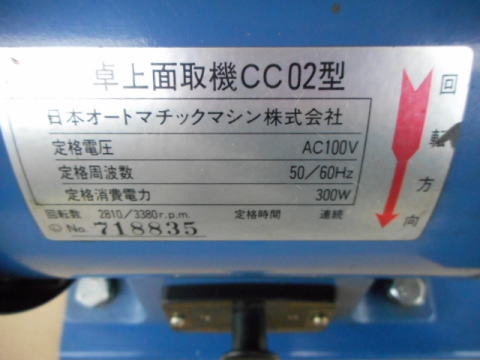 卓上面取機CC02型
日本オートマチックマシン株式会社
定格電圧 AC100V
定格周波数 50/60Hz
定格消費電力 300W
回転数 2810/3380r.p.m. 定格時間 連続
No. 718835
回転方向